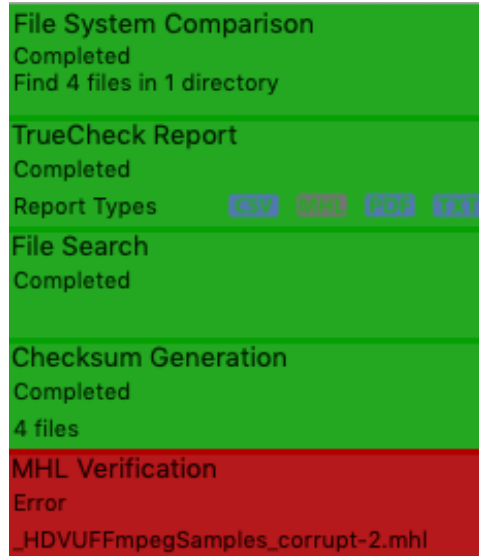 File System Comparison
Completed
Find 4 files in 1 directory
TrueCheck Report
Completed
Report Types CSV MHL PDF TXT
File Search
Completed
Checksum Generation
Completed
4 files
MHL Verification
Error
_HDVUFFmpegSamples_corrupt-2.mhl